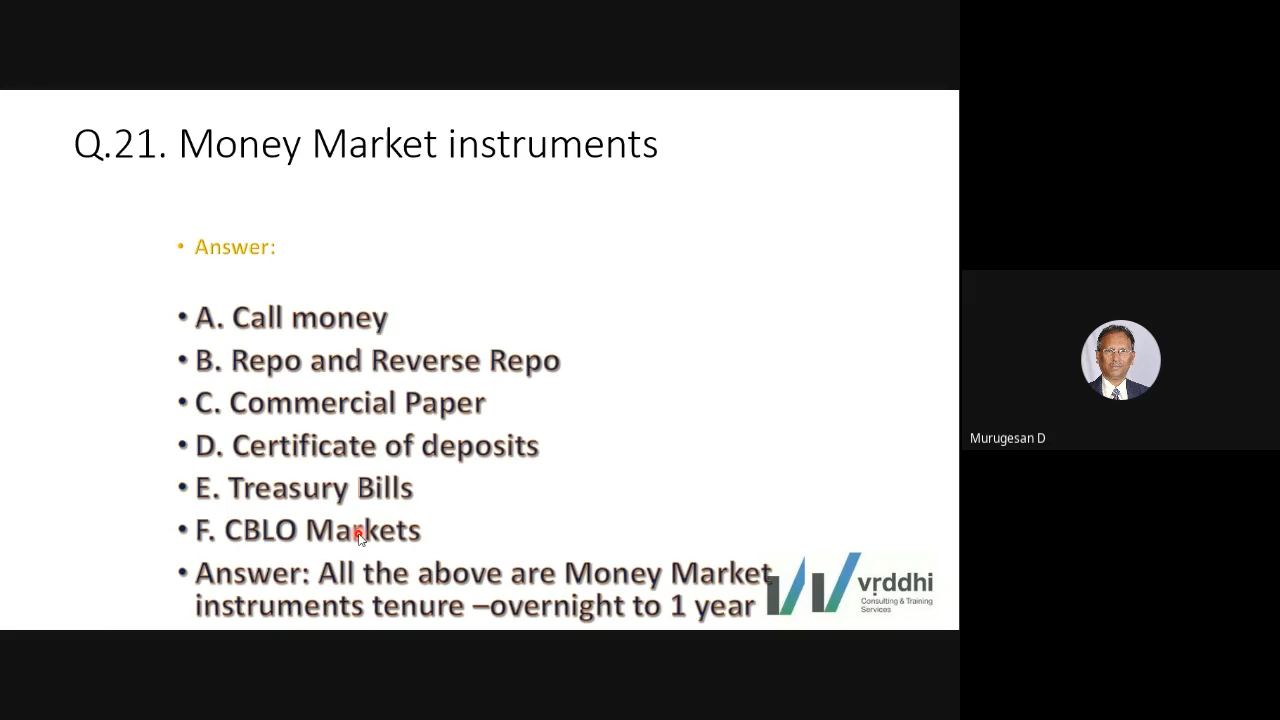 Q.21. Money Market instruments
• Answer:
• A. Call money
• B. Repo and Reverse Repo
• C. Commercial Paper
• D. Certificate of deposits
• E. Treasury Bills
• F. CBLO Markets
• Answer: All the above are Money Market
instruments tenure –overnight to 1 year
vṛddhi
Consulting & Training
Services
Murugesan D